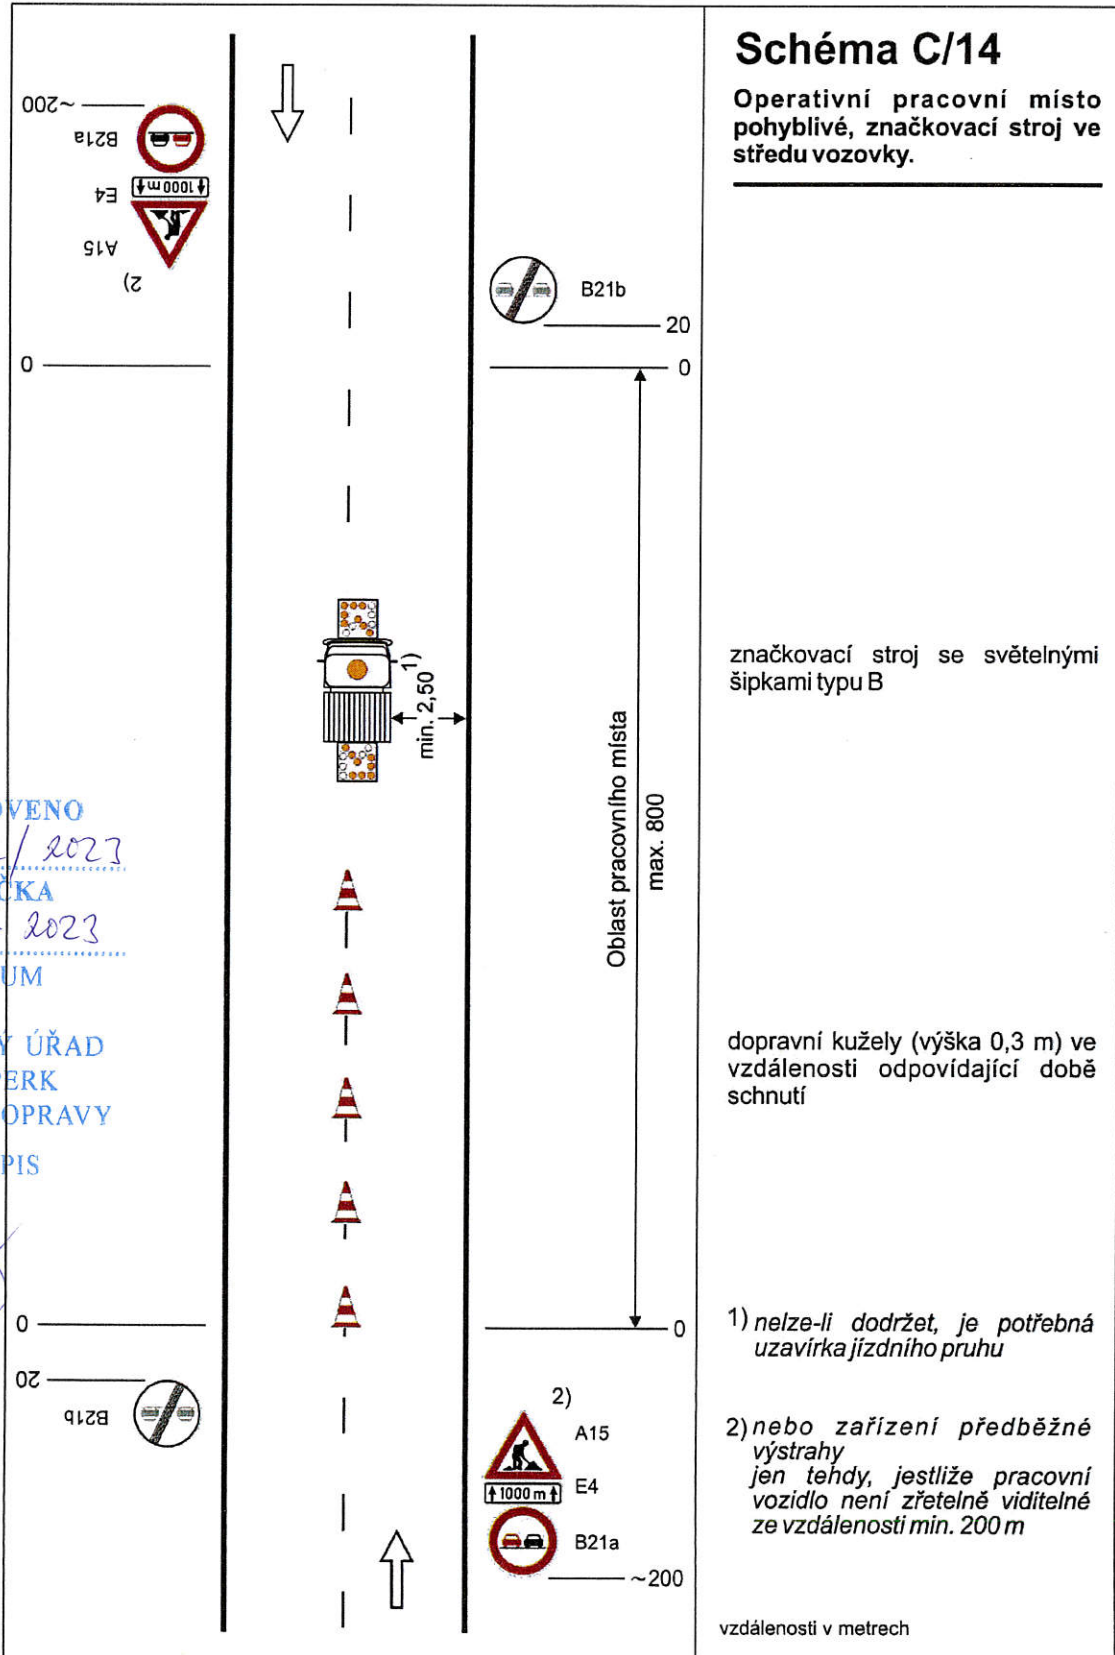 Schéma C/14
Operativní pracovní místo
pohyblivé, značkovací stroj ve
středu vozovky.
~200
B21a
1000 m
E4
A15
2)
0
B21b
20
0
min. 2,50 1)
Oblast pracovního místa
max. 800
značkovací stroj se světelnými
šipkami typu B
OVENO
/ 2023
ČKA
2023
UM
Ý ÚŘAD
PERK
OPRAVY
PIS
dopravní kužely (výška 0,3 m) ve
vzdálenosti odpovídající době
schnutí
0
20
B21b
0
2)
A15
1000 m
E4
B21a
~200
1) nelze-li dodržet, je potřebná
uzavírka jízdního pruhu
2) nebo zařízení předběžné
výstrahy
jen tehdy, jestliže pracovní
vozidlo není zřetelně viditelné
ze vzdálenosti min. 200 m
vzdálenosti v metrech